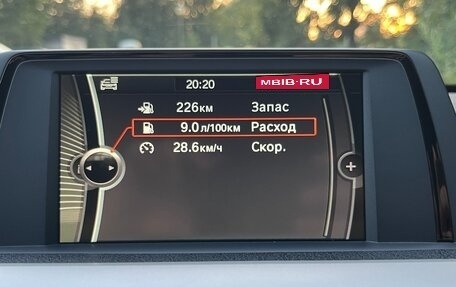 20:20 MBIB·RU
226км Запас
9.0л/100км Расход
28.6км/ч Скор.